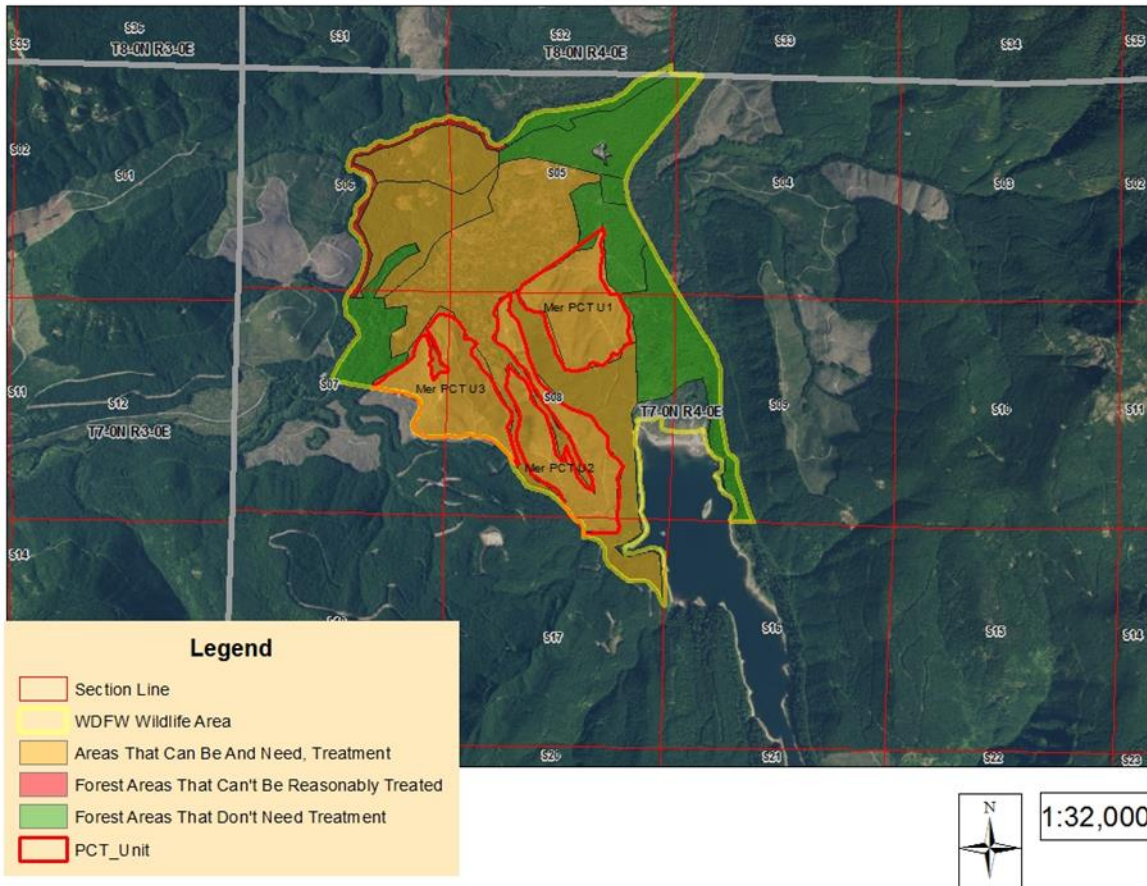 S35
S36
S31
S32
S33
S34
S35
T8-0N R3-0E
T8-0N R4-0E
S02
S01
S06
S05
S04
S03
S02
Mer PCT U1
S11
S12
S07
Mer PCT U3
S08
T7-0N R4-0E
S09
S10
S11
T7-0N R3-0E
Mer PCT U2
S14
S17
S16
S15
S14
S20
S21
S22
S23
Legend
Section Line
WDFW Wildlife Area
Areas That Can Be And Need, Treatment
Forest Areas That Can't Be Reasonably Treated
Forest Areas That Don't Need Treatment
PCT_Unit
N
1:32,000